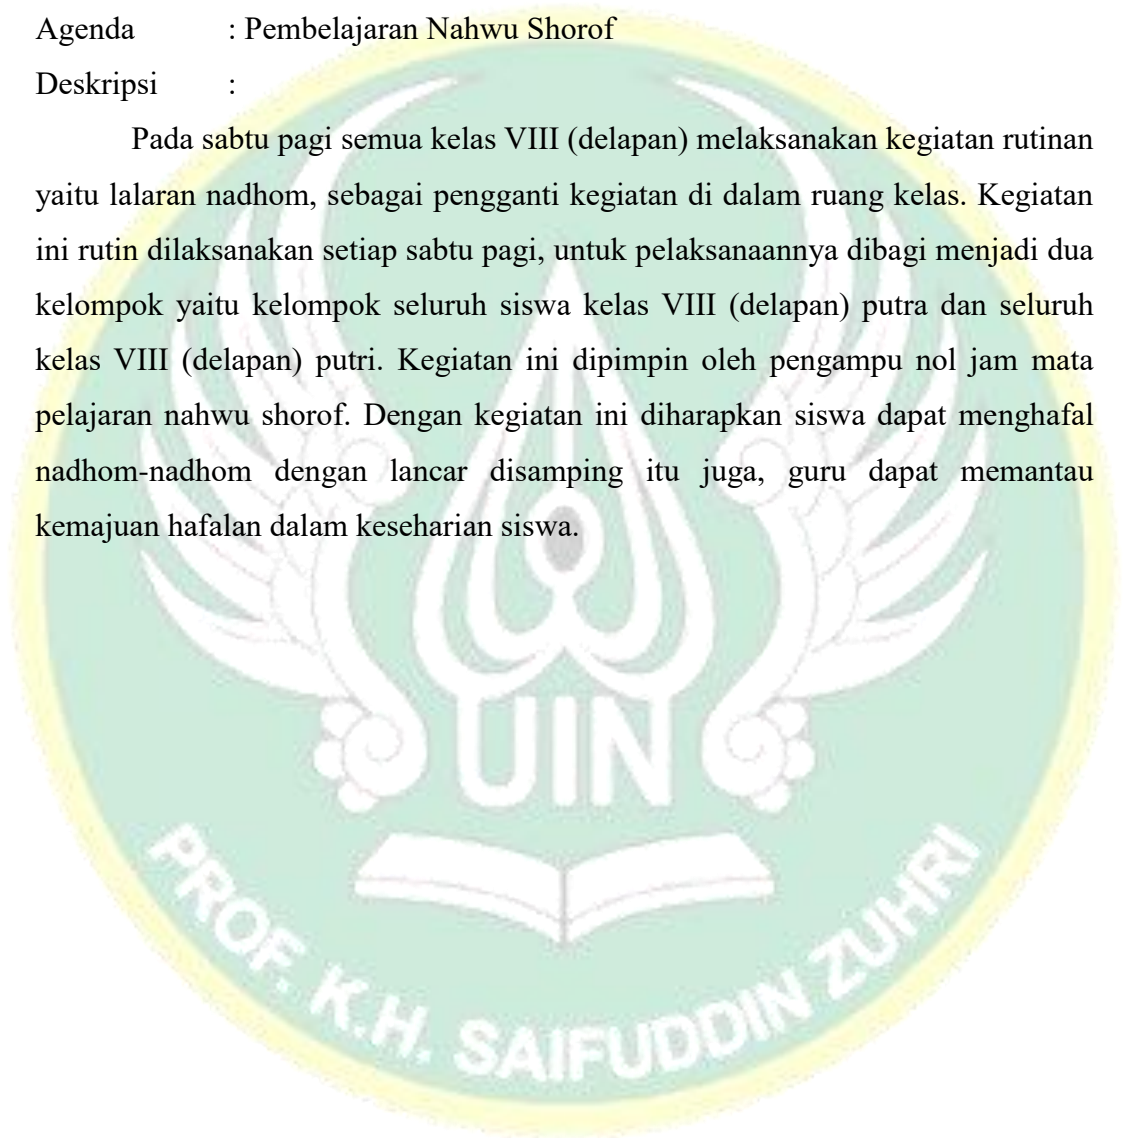 Agenda : Pembelajaran Nahwu Shorof
Deskripsi :
Pada sabtu pagi semua kelas VIII (delapan) melaksanakan kegiatan rutinan
yaitu lalaran nadhom, sebagai pengganti kegiatan di dalam ruang kelas. Kegiatan
ini rutin dilaksanakan setiap sabtu pagi, untuk pelaksanaannya dibagi menjadi dua
kelompok yaitu kelompok seluruh siswa kelas VIII (delapan) putra dan seluruh
kelas VIII (delapan) putri. Kegiatan ini dipimpin oleh pengampu nol jam mata
pelajaran nahwu shorof. Dengan kegiatan ini diharapkan siswa dapat menghafal
nadhom-nadhom dengan lancar disamping itu juga, guru dapat memantau
kemajuan hafalan dalam keseharian siswa.
UIN
PROF. K.H. SAIFUDDIN ZUHRI